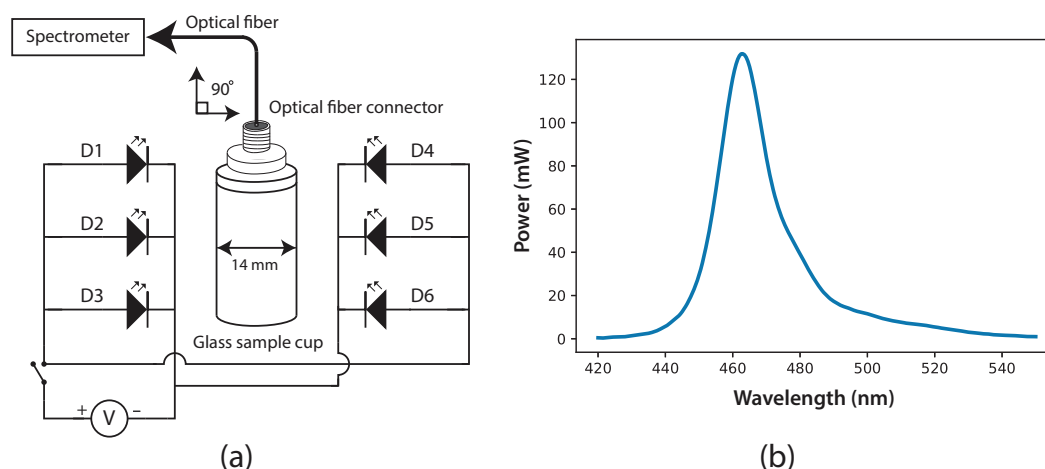 Optical fiber
Spectrometer
90°
Optical fiber connector
D1
D4
D2
D5
14 mm
D3
D6
Glass sample cup
+ V –
(a)
Power (mW)
120
100
80
60
40
20
0
420 440 460 480 500 520 540
Wavelength (nm)
(b)